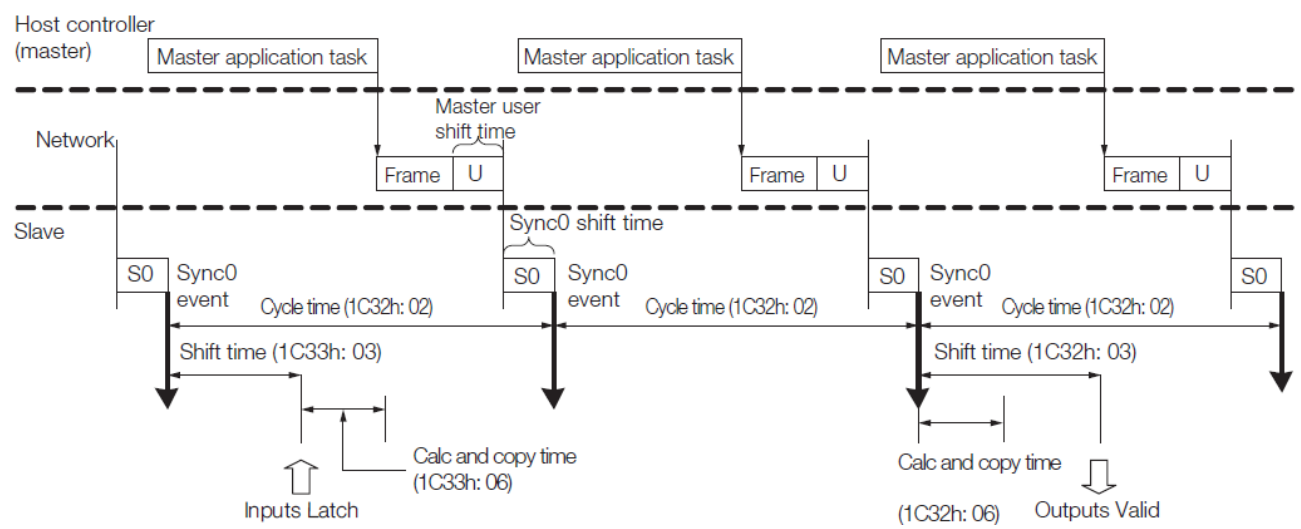 Host controller
(master)
Master application task
Master application task
Master application task
Master user
shift time
Network
Frame
U
Frame
U
Frame
U
Slave
Sync0 shift time
S0
Sync0
event
S0
Sync0
event
S0
Sync0
event
S0
Cycle time (1C32h: 02)
Cycle time (1C32h: 02)
Cycle time (1C32h: 02)
Shift time (1C33h: 03)
Shift time (1C32h: 03)
Calc and copy time
(1C33h: 06)
Calc and copy time
(1C32h: 06)
Inputs Latch
Outputs Valid